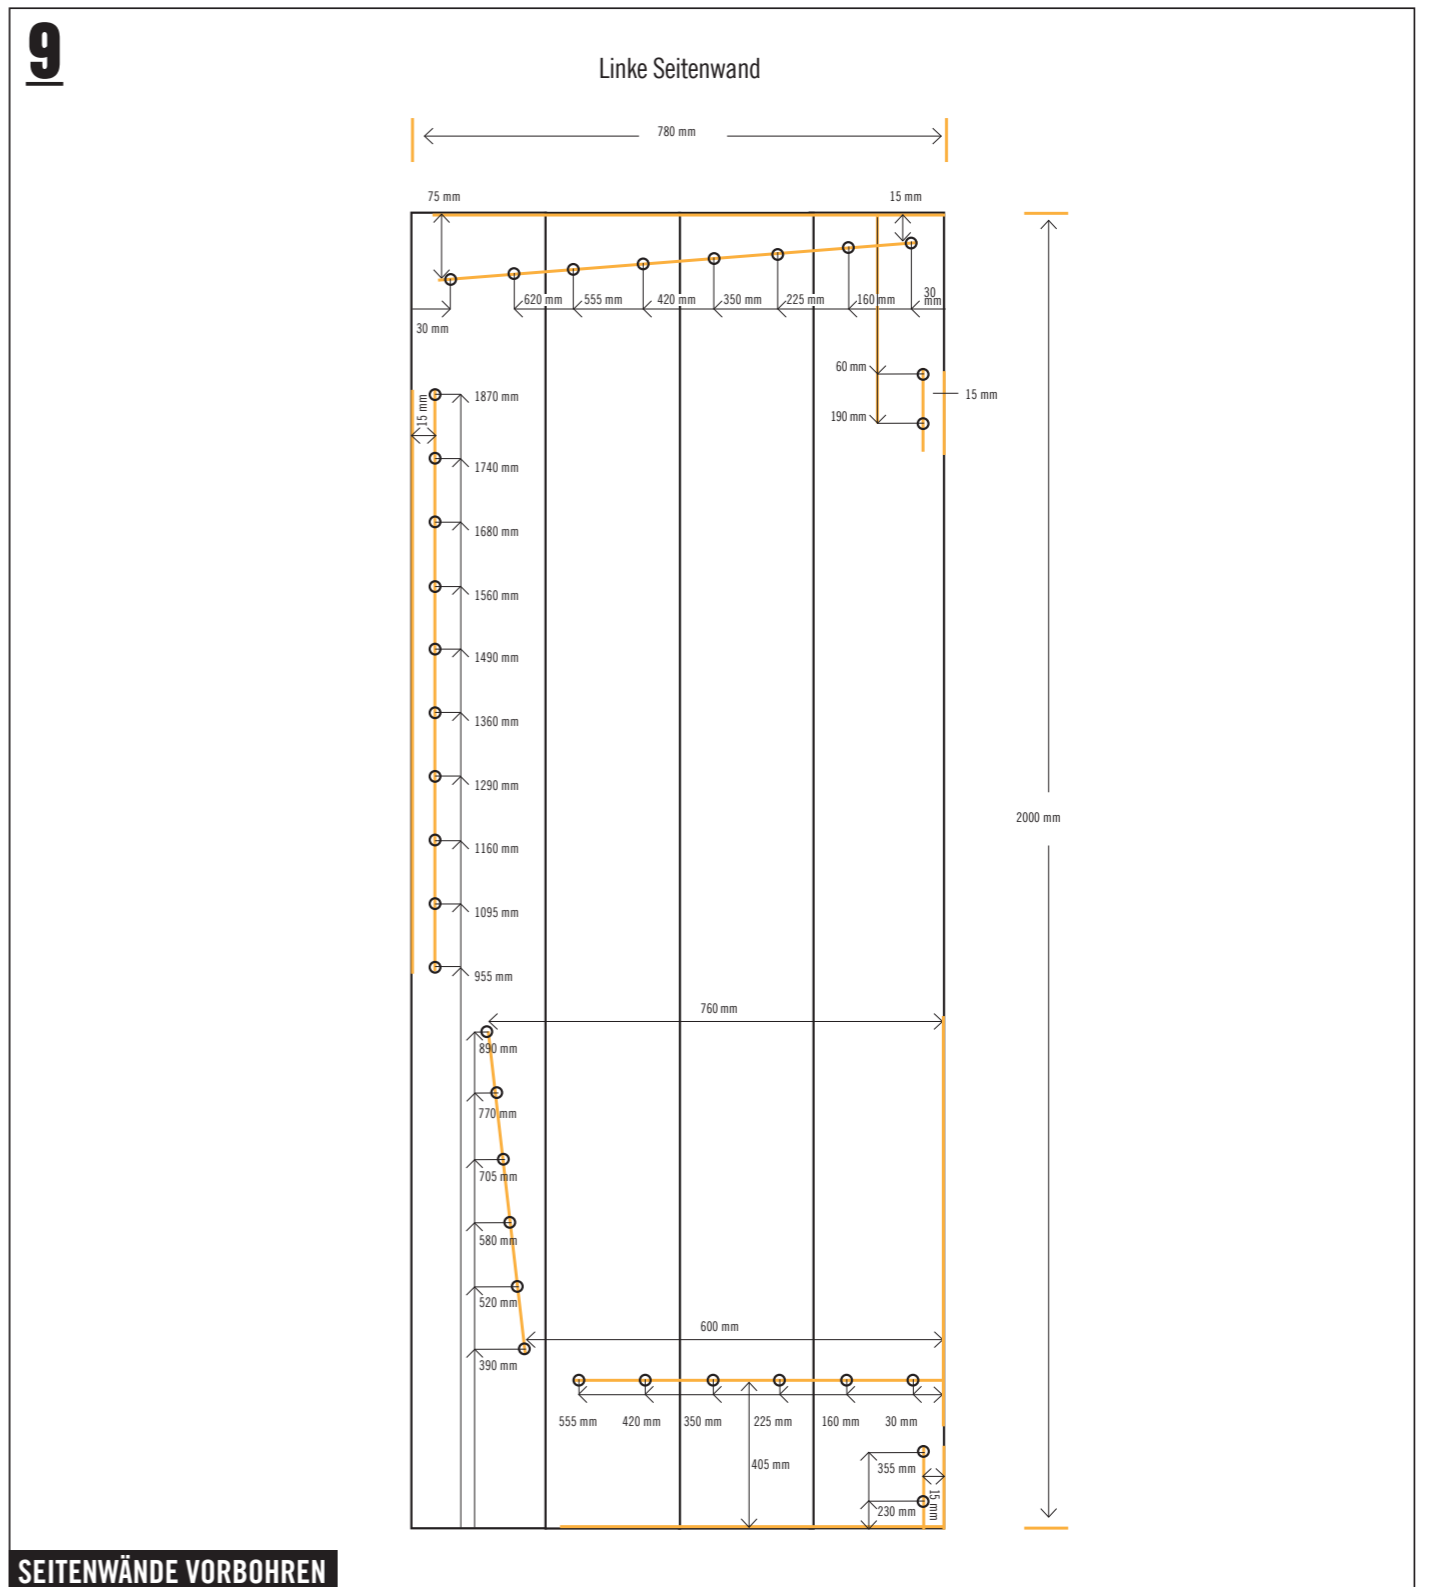 9
Linke Seitenwand
780 mm
75 mm
15 mm
620 mm
555 mm
420 mm
350 mm
225 mm
160 mm
30 mm
30 mm
60 mm
190 mm
15 mm
15 mm
1870 mm
1740 mm
1680 mm
1560 mm
1490 mm
1360 mm
1290 mm
1160 mm
1095 mm
955 mm
2000 mm
760 mm
890 mm
770 mm
705 mm
580 mm
520 mm
390 mm
600 mm
555 mm
420 mm
350 mm
225 mm
160 mm
30 mm
405 mm
355 mm
15 mm
230 mm
SEITENWÄNDE VORBOHREN